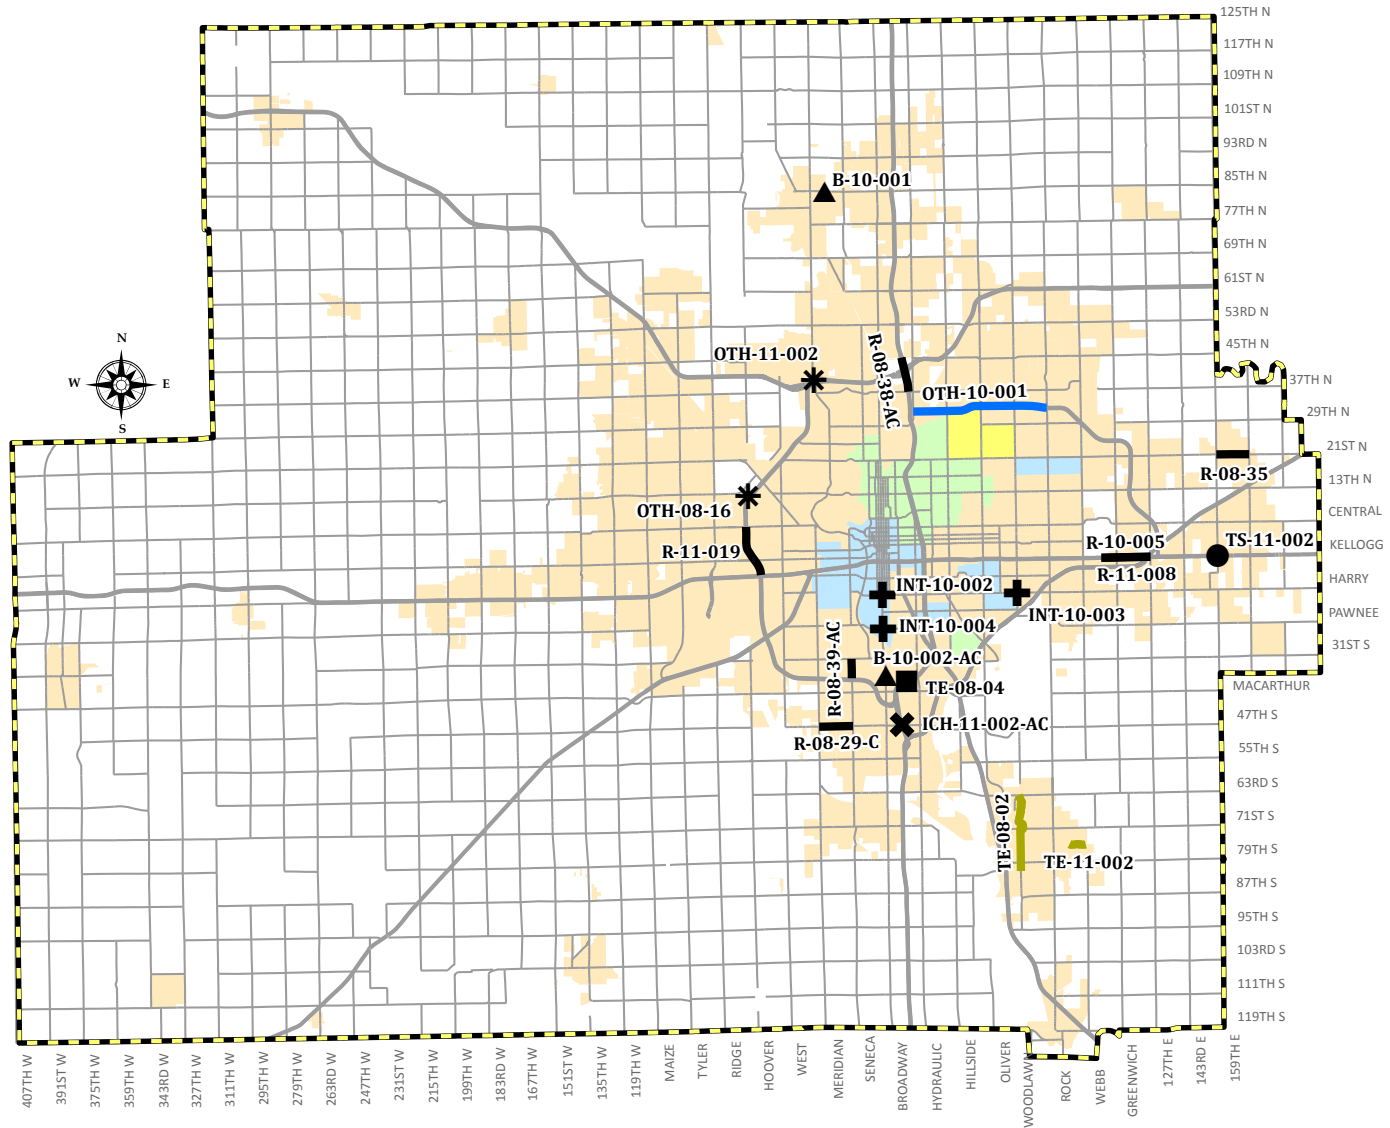 125TH N
117TH N
109TH N
101ST N
93RD N
85TH N
77TH N
69TH N
61ST N
53RD N
45TH N
37TH N
29TH N
21ST N
13TH N
CENTRAL
KELLOGG
HARRY
PAWNEE
31ST S
MACARTHUR
47TH S
55TH S
63RD S
71ST S
79TH S
87TH S
95TH S
103RD S
111TH S
119TH S
B-10-001
N
W E
S
OTH-11-002
R-08-38-AC
OTH-10-001
R-08-35
OTH-08-16
R-11-019
R-10-005
TS-11-002
R-11-008
INT-10-002
INT-10-003
INT-10-004
R-08-39-AC
B-10-002-AC
TE-08-04
ICH-11-002-AC
R-08-29-C
TE-08-02
TE-11-002
407TH W
391ST W
375TH W
359TH W
343RD W
327TH W
311TH W
295TH W
279TH W
263RD W
247TH W
231ST W
215TH W
199TH W
183RD W
167TH W
151ST W
135TH W
119TH W
MAIZE
TYLER
RIDGE
HOOVER
WEST
MERIDIAN
SENECA
BROADWAY
HYDRAULIC
HILLSIDE
OLIVER
WOODLAWN
ROCK
WEBB
GREENWICH
127TH E
143RD E
159TH E